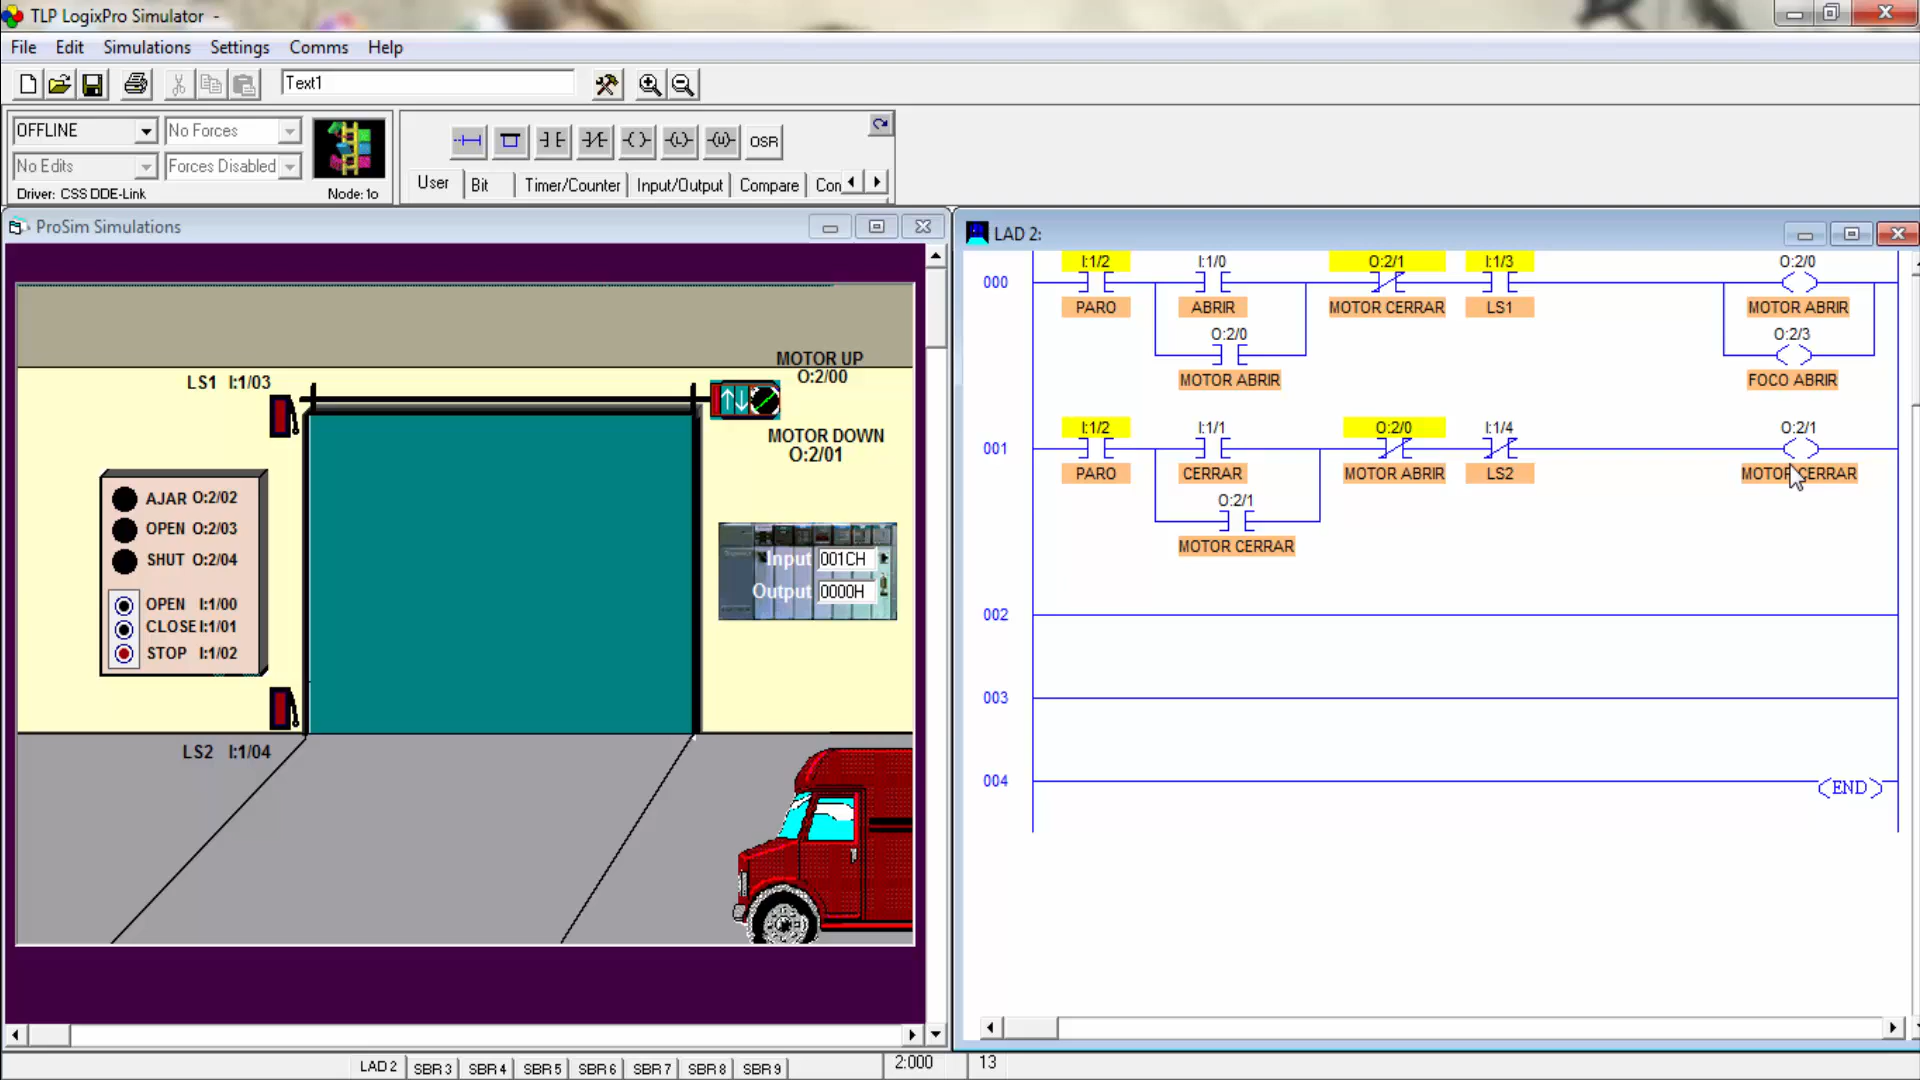 TLP LogixPro Simulator -
File Edit Simulations Settings Comms Help
Text1
OFFLINE No Forces
No Edits Forces Disabled
Driver: CSS DDE-Link Node: 1o
OSR
User Bit Timer/Counter Input/Output Compare Con
ProSim Simulations
LS1 I:1/03
MOTOR UP
O:2/00
MOTOR DOWN
O:2/01
AJAR O:2/02
OPEN O:2/03
SHUT O:2/04
OPEN I:1/00
CLOSE I:1/01
STOP I:1/02
Input 001CH
Output 0000H
LS2 I:1/04
LAD 2:
I:1/2 I:1/0 O:2/1 I:1/3 O:2/0
000
PARO ABRIR MOTOR CERRAR LS1 MOTOR ABRIR
O:2/0 O:2/3
MOTOR ABRIR FOCO ABRIR
I:1/2 I:1/1 O:2/0 I:1/4 O:2/1
001
PARO CERRAR MOTOR ABRIR LS2 MOTOR CERRAR
O:2/1
MOTOR CERRAR
002
003
004 END
LAD 2 SBR 3 SBR 4 SBR 5 SBR 6 SBR 7 SBR 8 SBR 9 2:000 13